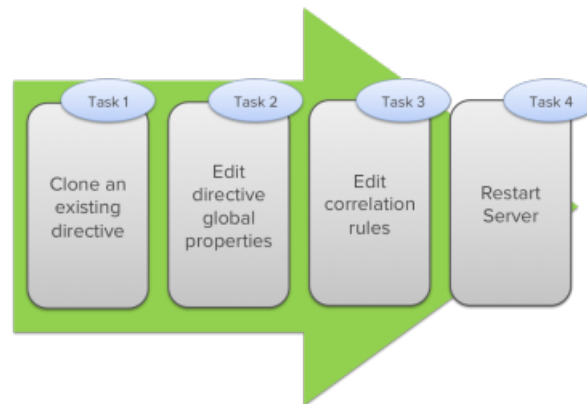 Task 1
Task 2
Task 3
Task 4
Clone an
existing
directive
Edit
directive
global
properties
Edit
correlation
rules
Restart
Server